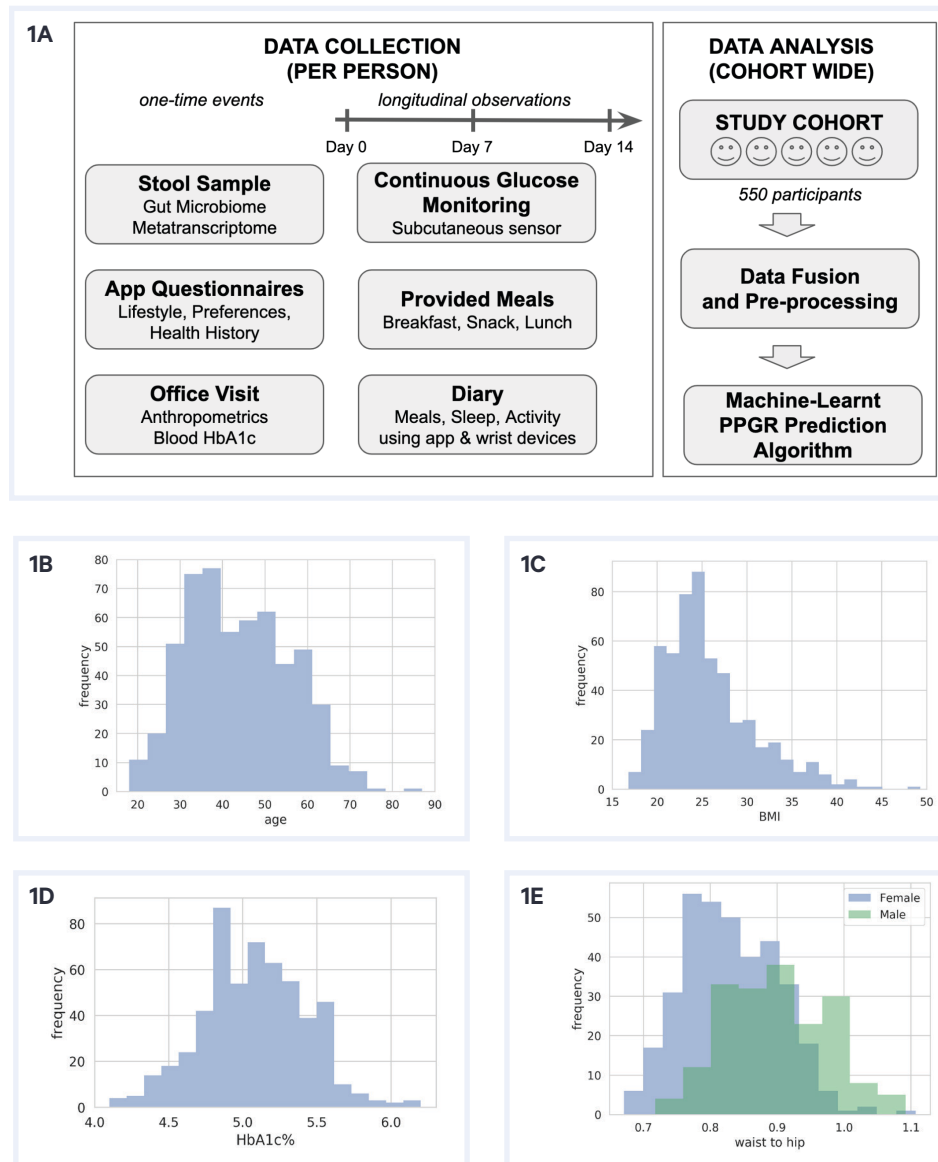 1A
DATA COLLECTION
(PER PERSON)
one-time events
longitudinal observations
Day 0
Day 7
Day 14
Stool Sample
Gut Microbiome
Metatranscriptome
Continuous Glucose
Monitoring
Subcutaneous sensor
App Questionnaires
Lifestyle, Preferences,
Health History
Provided Meals
Breakfast, Snack, Lunch
Office Visit
Anthropometrics
Blood HbA1c
Diary
Meals, Sleep, Activity
using app & wrist devices
DATA ANALYSIS
(COHORT WIDE)
STUDY COHORT
550 participants
Data Fusion
and Pre-processing
Machine-Learnt
PPGR Prediction
Algorithm
1B
80
70
60
50
40
30
20
10
0
frequency
20 30 40 50 60 70 80 90
age
1C
80
60
40
20
0
frequency
15 20 25 30 35 40 45 50
BMI
1D
80
60
40
20
0
frequency
4.0 4.5 5.0 5.5 6.0
HbA1c%
1E
Female
Male
50
40
30
20
10
0
frequency
0.7 0.8 0.9 1.0 1.1
waist to hip